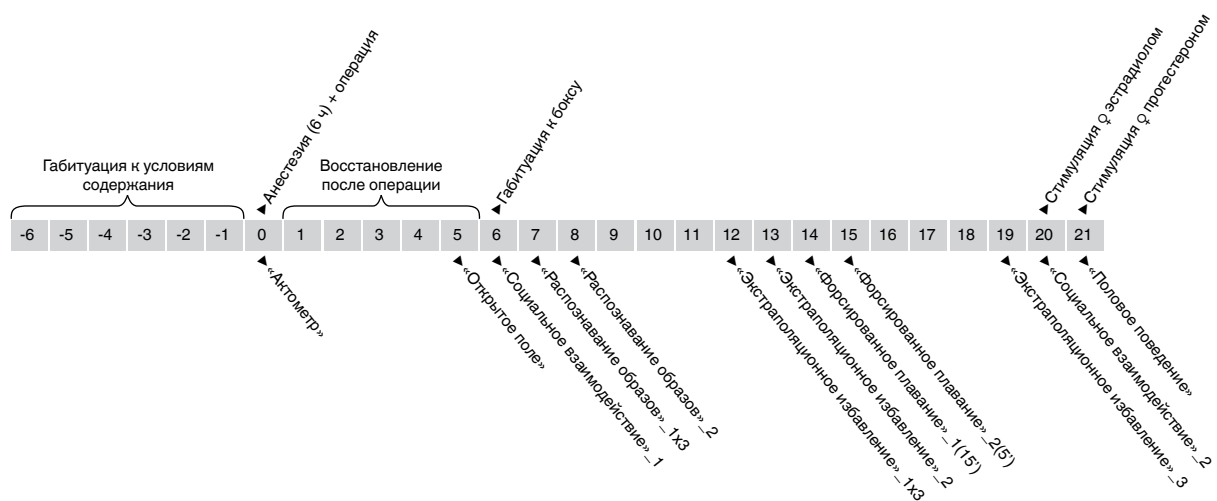 Анестезия (6 ч) + операция
Габитуация к боксу
Стимуляция ♀ эстрадиолом
Стимуляция ♀ прогестероном
Габитуация к условиям
содержания
Восстановление
после операции
-6 -5 -4 -3 -2 -1 0 1 2 3 4 5 6 7 8 9 10 11 12 13 14 15 16 17 18 19 20 21
«Актометр»
«Открытое поле»
«Социальное взаимодействие»_1
«Распознавание образов»_1x3
«Распознавание образов»_2
«Экстраполяционное избавление»_1x3
«Экстраполяционное избавление»_2
«Форсированное плавание»_1(15')
«Форсированное плавание»_2(5')
«Экстраполяционное избавление»_3
«Социальное взаимодействие»_2
«Половое поведение»